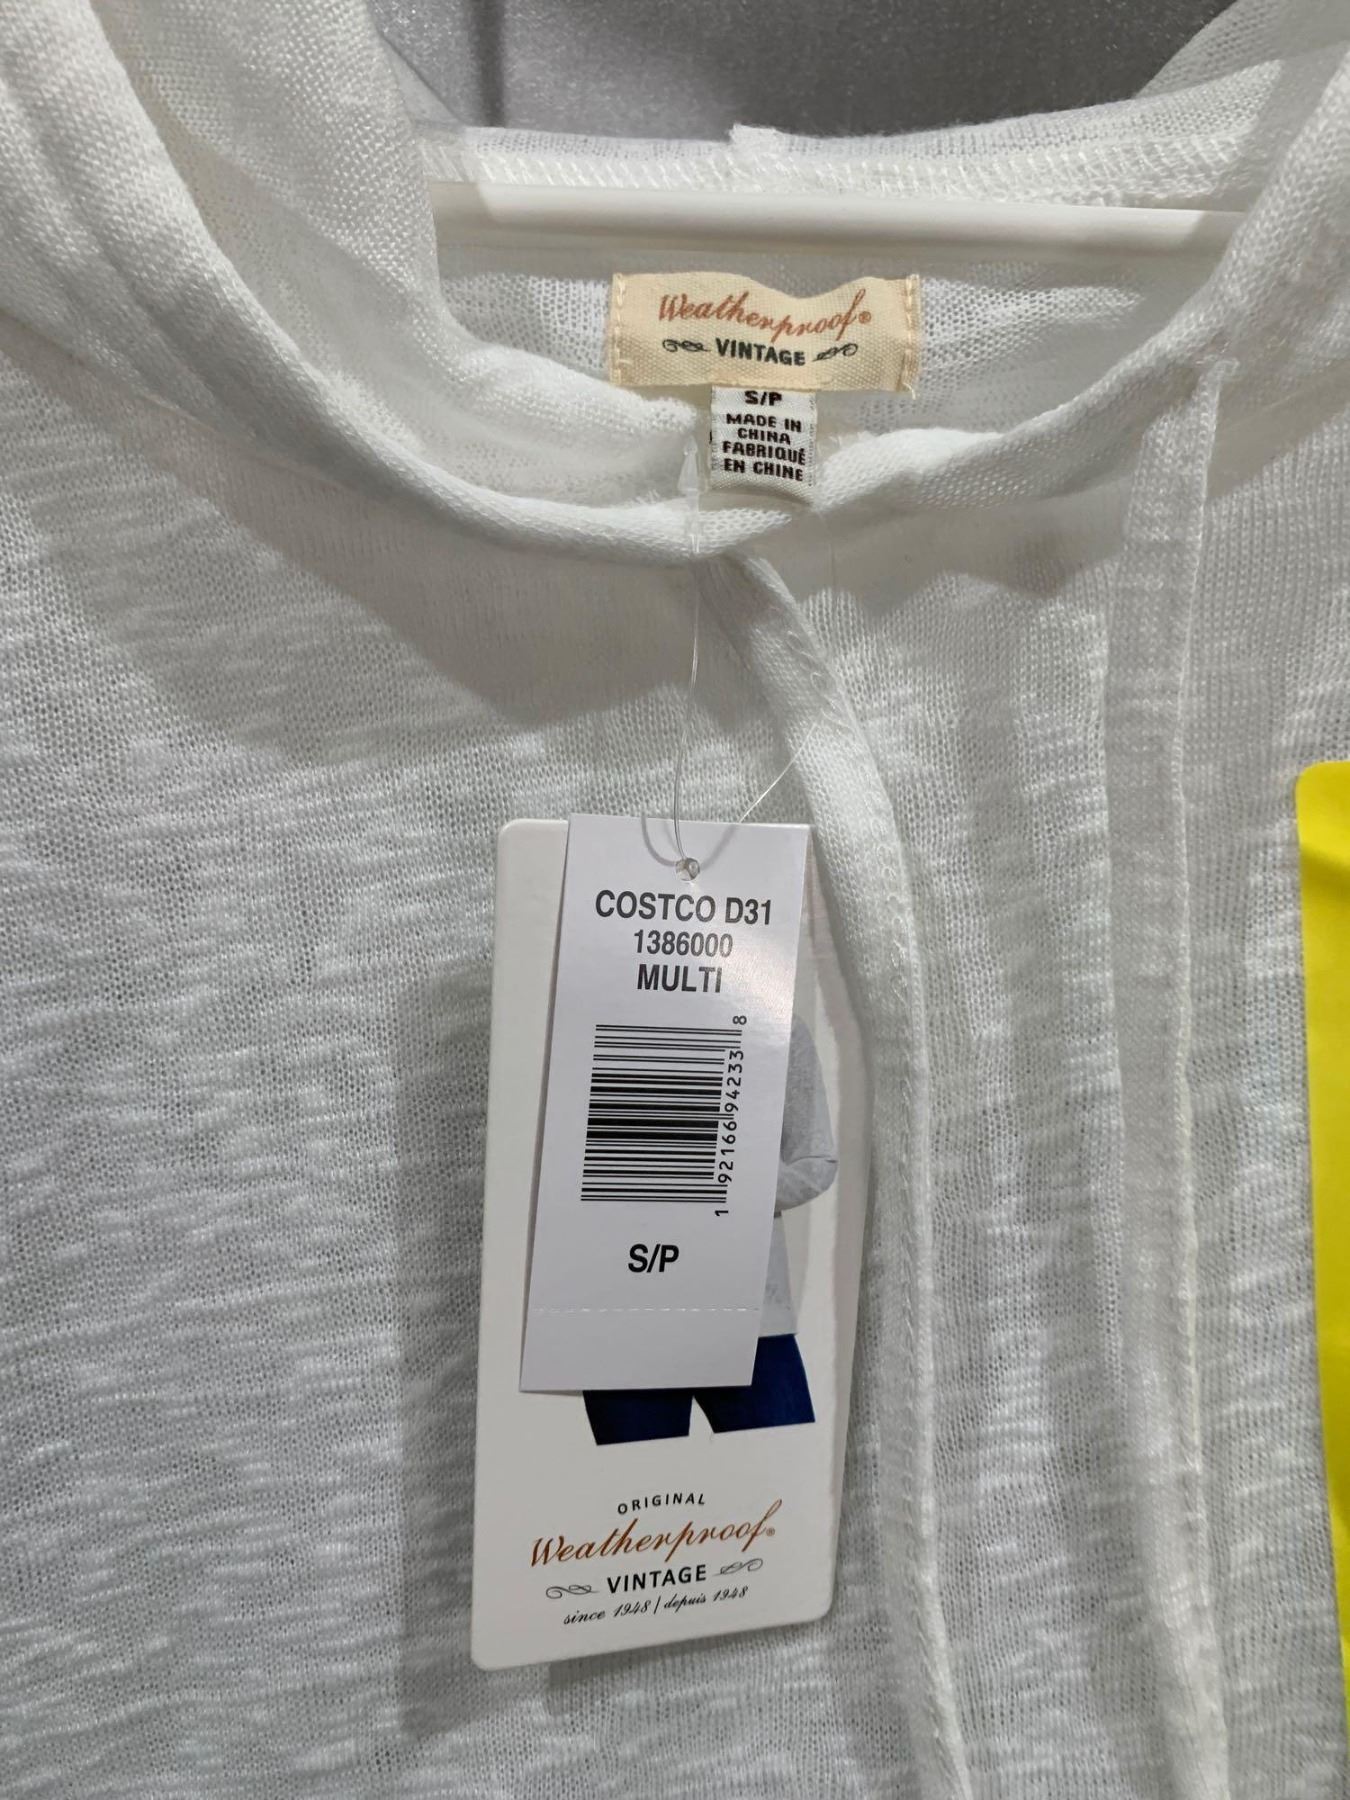 Weatherproof®
VINTAGE
S/P
MADE IN
CHINA
FABRIQUÉ
EN CHINE
COSTCO D31
1386000
MULTI
1 92166 94233 8
S/P
ORIGINAL
Weatherproof®
VINTAGE
since 1948 | depuis 1948